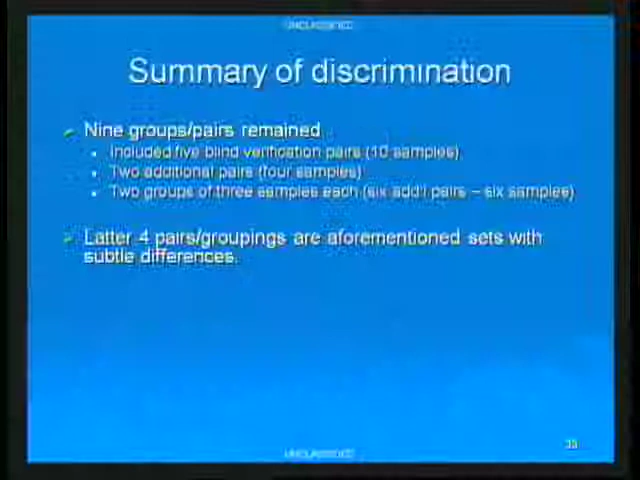 UNCLASSIFIED
Summary of discrimination
Nine groups/pairs remained
Included five blind verification pairs (10 samples)
Two additional pairs (four samples)
Two groups of three samples each (six add'l pairs – six samples)
Latter 4 pairs/groupings are aforementioned sets with
subtle differences.
33
UNCLASSIFIED